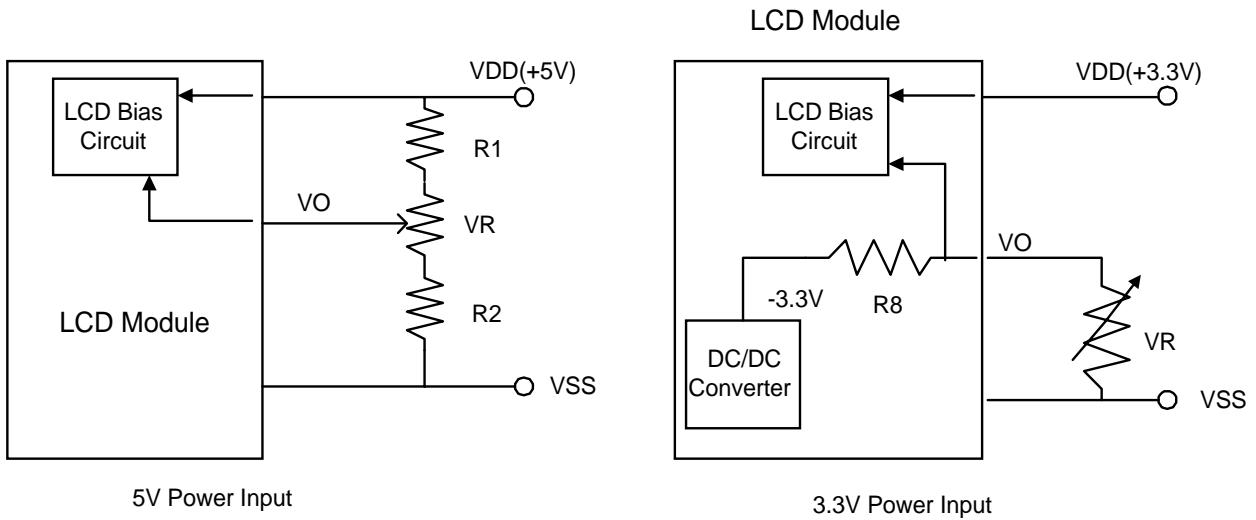 VDD(+5V)
LCD Bias
Circuit
R1
VO
VR
LCD Module
R2
VSS
5V Power Input
LCD Module
VDD(+3.3V)
LCD Bias
Circuit
VO
-3.3V
R8
VR
DC/DC
Converter
VSS
3.3V Power Input